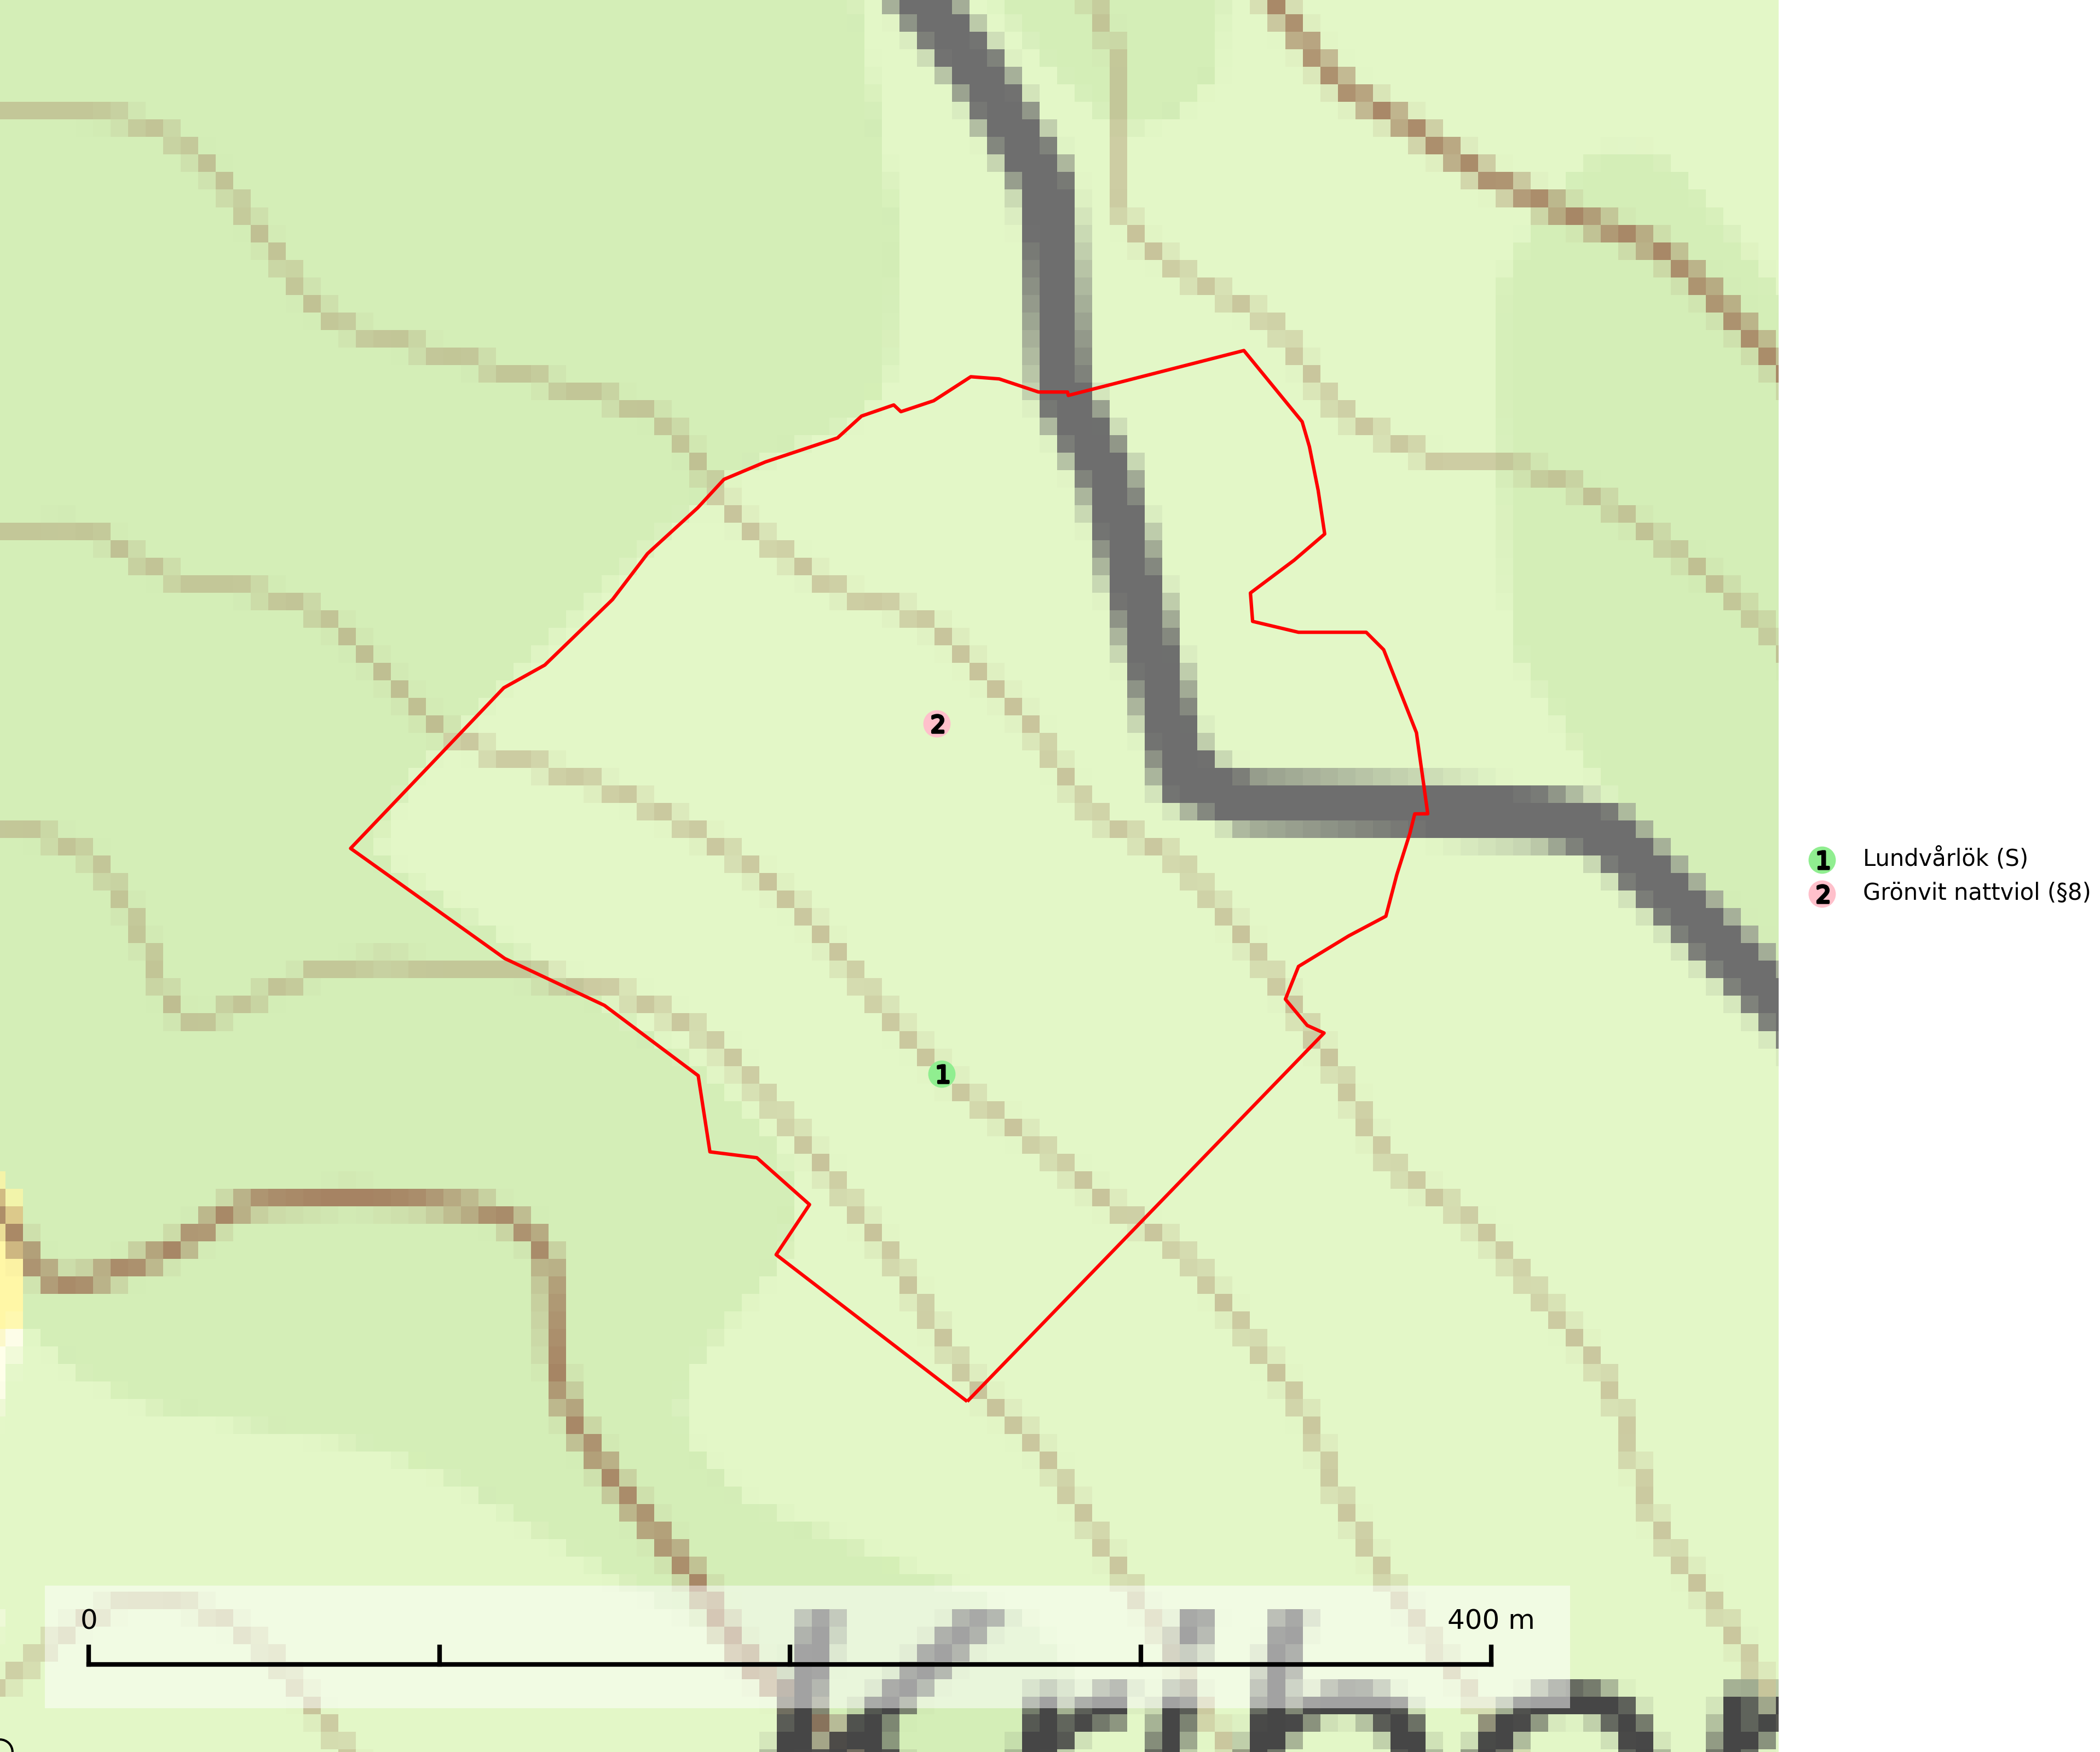 2
1
1 Lundvårlök (S)
2 Grönvit nattviol (§8)
0 400 m